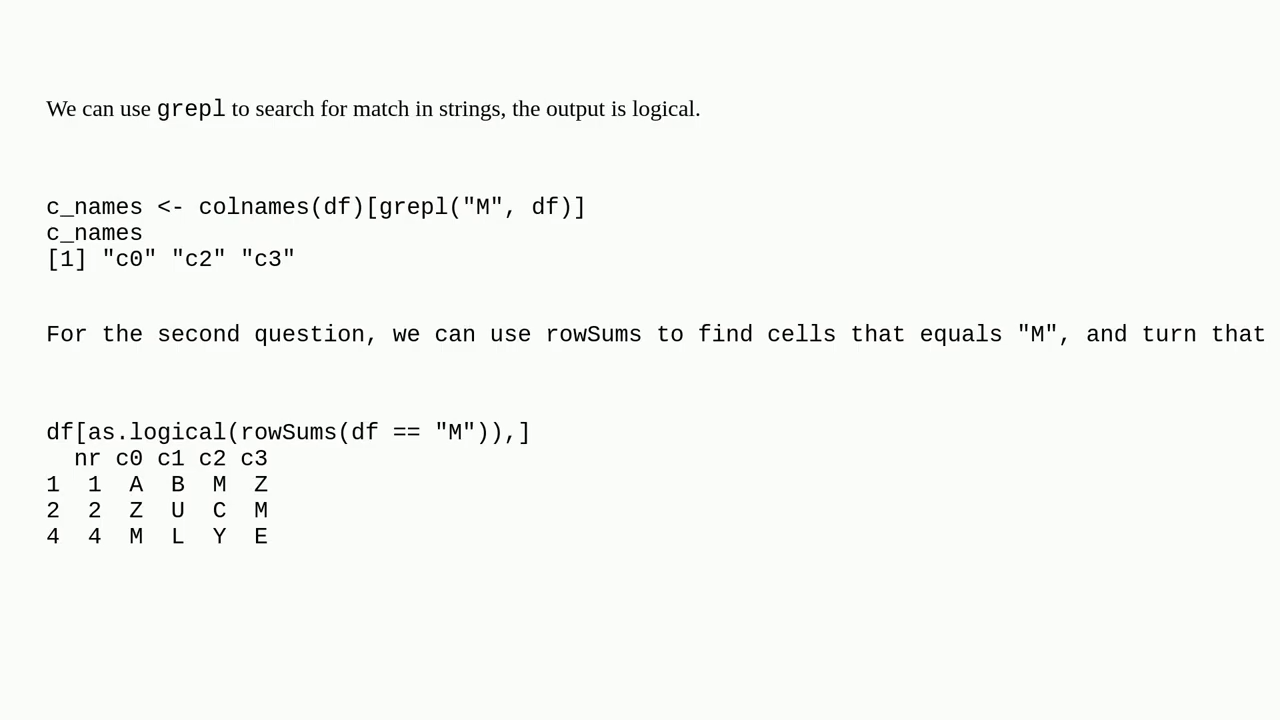 We can use grepl to search for match in strings, the output is logical.
c_names <- colnames(df)[grepl("M", df)]
c_names
[1] "c0" "c2" "c3"
For the second question, we can use rowSums to find cells that equals "M", and turn that
df[as.logical(rowSums(df == "M")),]
  nr c0 c1 c2 c3
1  1  A  B  M  Z
2  2  Z  U  C  M
4  4  M  L  Y  E